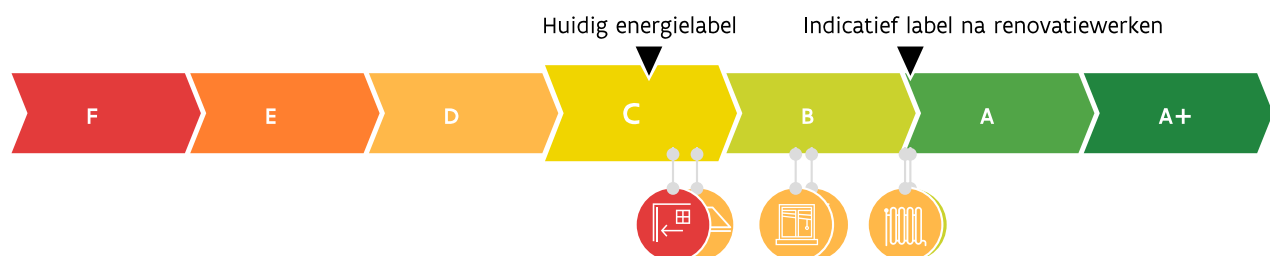 Huidig energielabel Indicatief label na renovatiewerken
F E D C B A A+